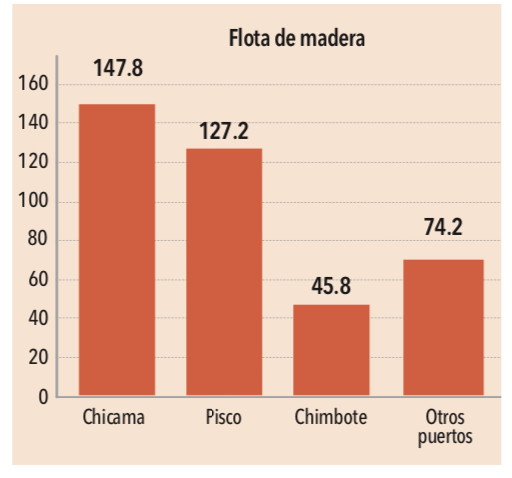 Flota de madera
147.8
160
140
127.2
120
100
80
74.2
60
45.8
40
20
0
Chicama
Pisco
Chimbote
Otros
puertos